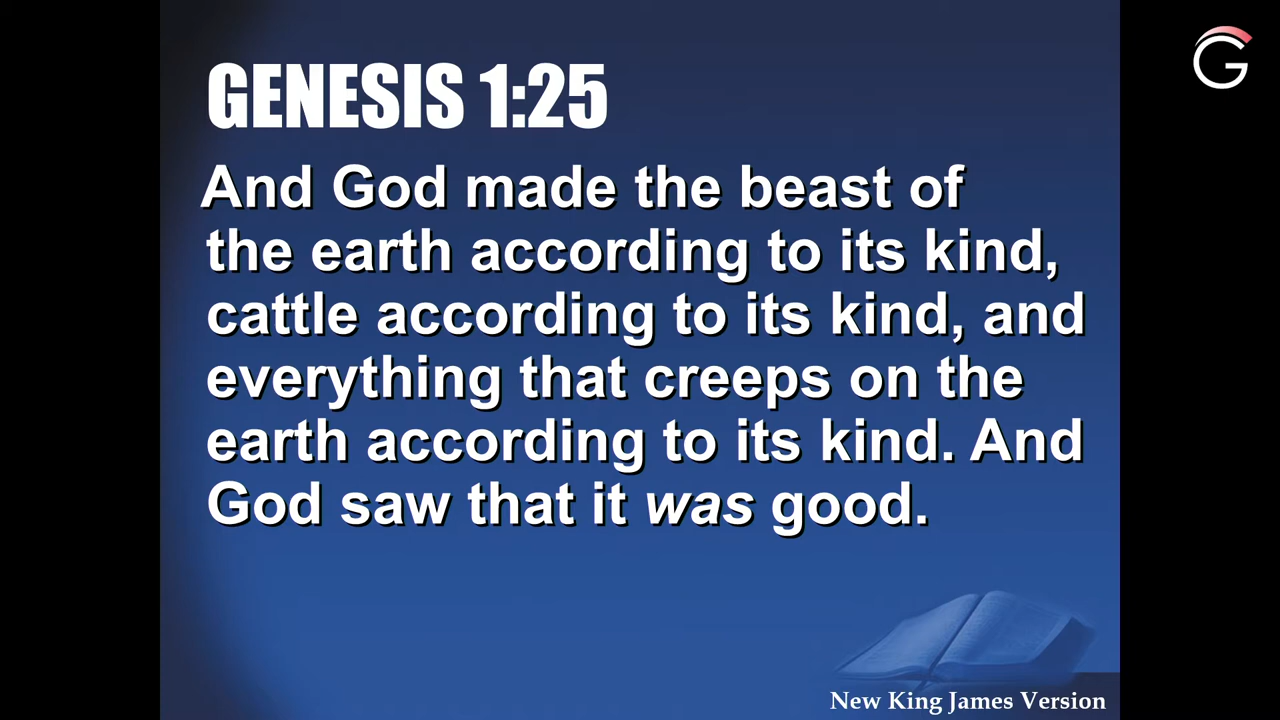 GENESIS 1:25
And God made the beast of
the earth according to its kind,
cattle according to its kind, and
everything that creeps on the
earth according to its kind. And
God saw that it was good.
New King James Version
G